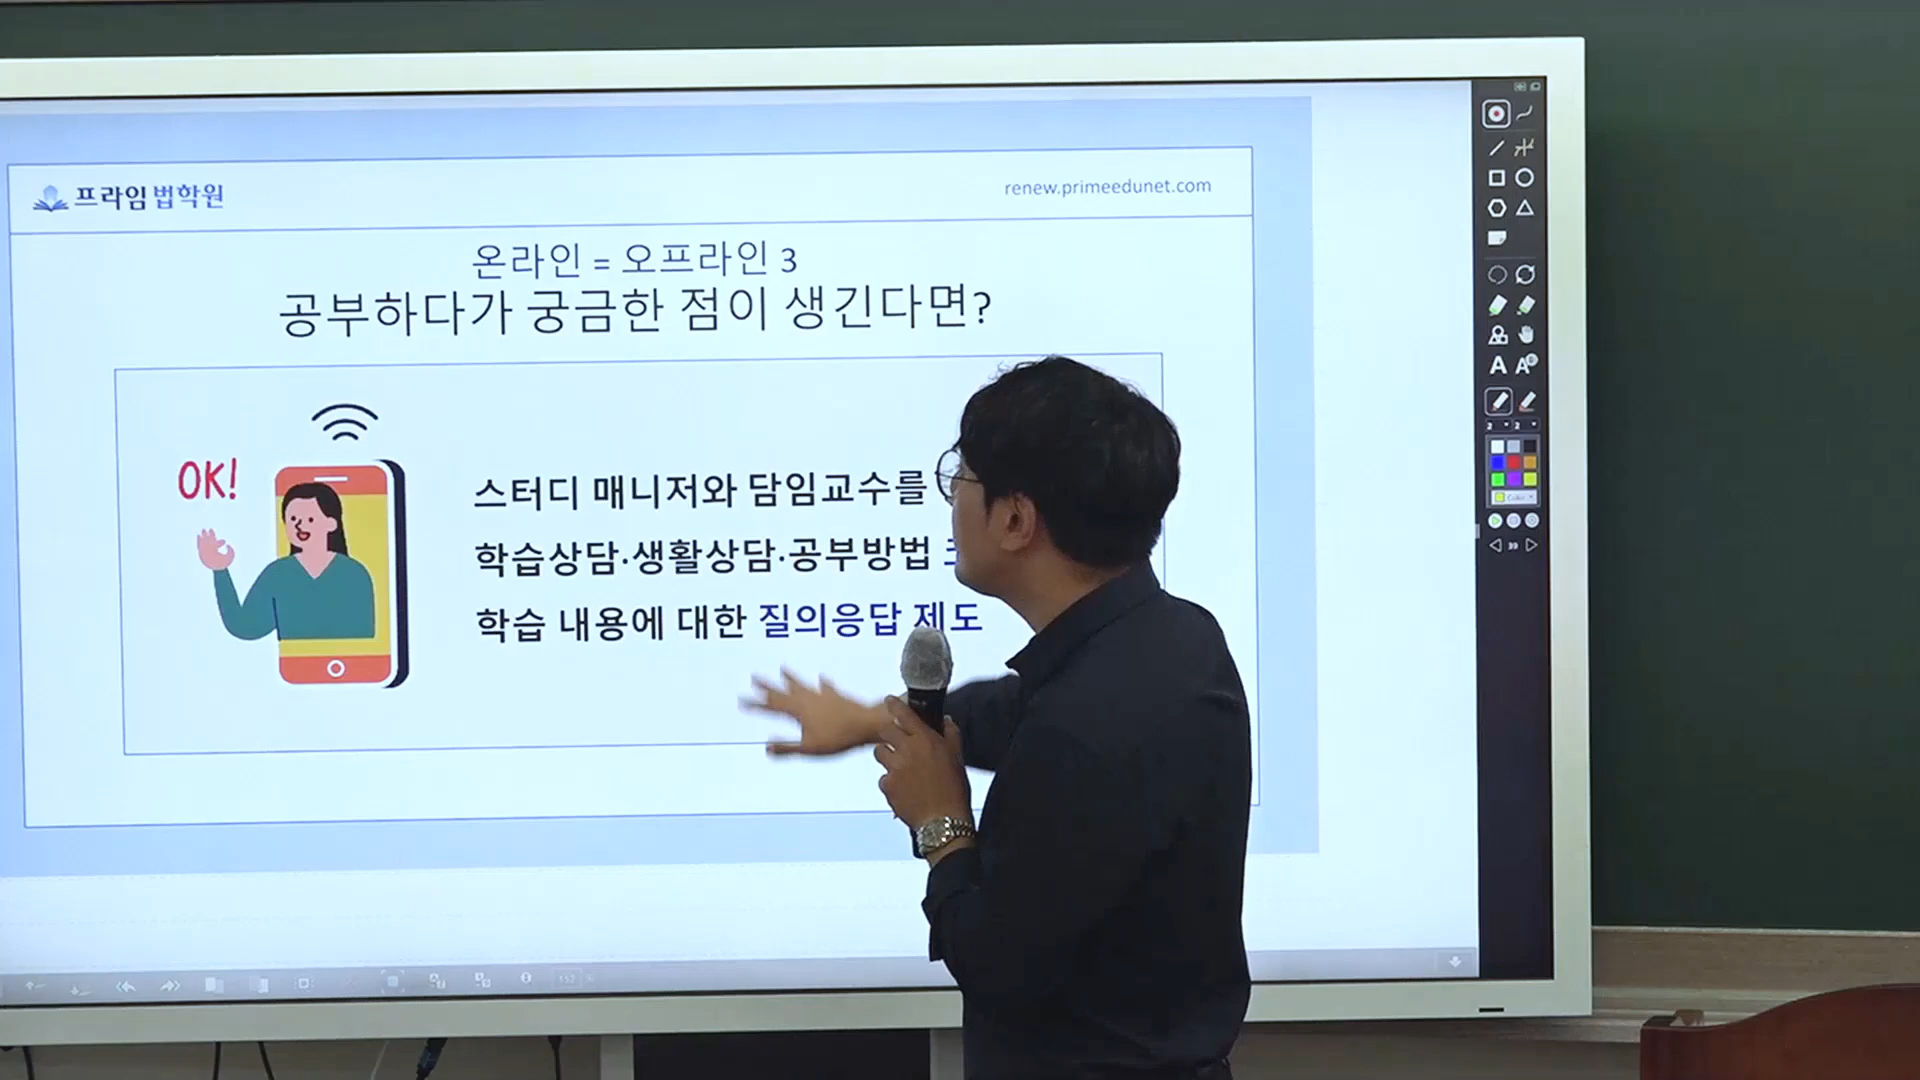 프라임법학원
renew.primeedunet.com
온라인 = 오프라인 3
공부하다가 궁금한 점이 생긴다면?
OK!
스터디 매니저와 담임교수를
학습상담·생활상담·공부방법
학습 내용에 대한 질의응답 제도